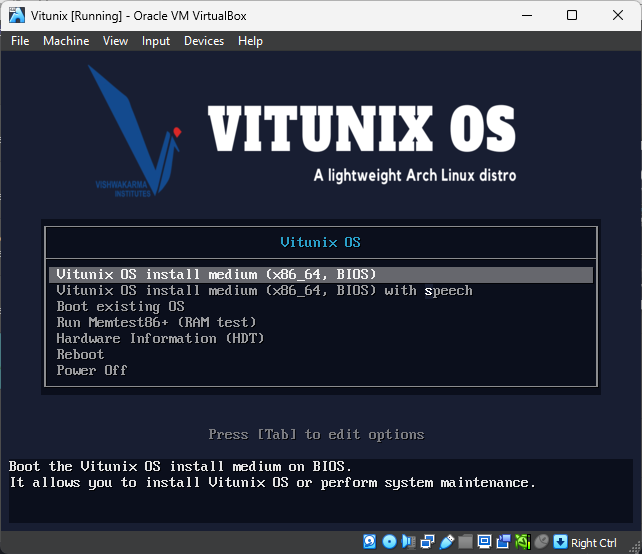 Vitunix [Running] - Oracle VM VirtualBox
File Machine View Input Devices Help
VITUNIX OS
A lightweight Arch Linux distro
VISHWAKARMA
INSTITUTES
Vitunix OS
Vitunix OS install medium (x86_64, BIOS)
Vitunix OS install medium (x86_64, BIOS) with speech
Boot existing OS
Run Memtest86+ (RAM test)
Hardware Information (HDT)
Reboot
Power Off
Press [Tab] to edit options
Boot the Vitunix OS install medium on BIOS.
It allows you to install Vitunix OS or perform system maintenance.
Right Ctrl